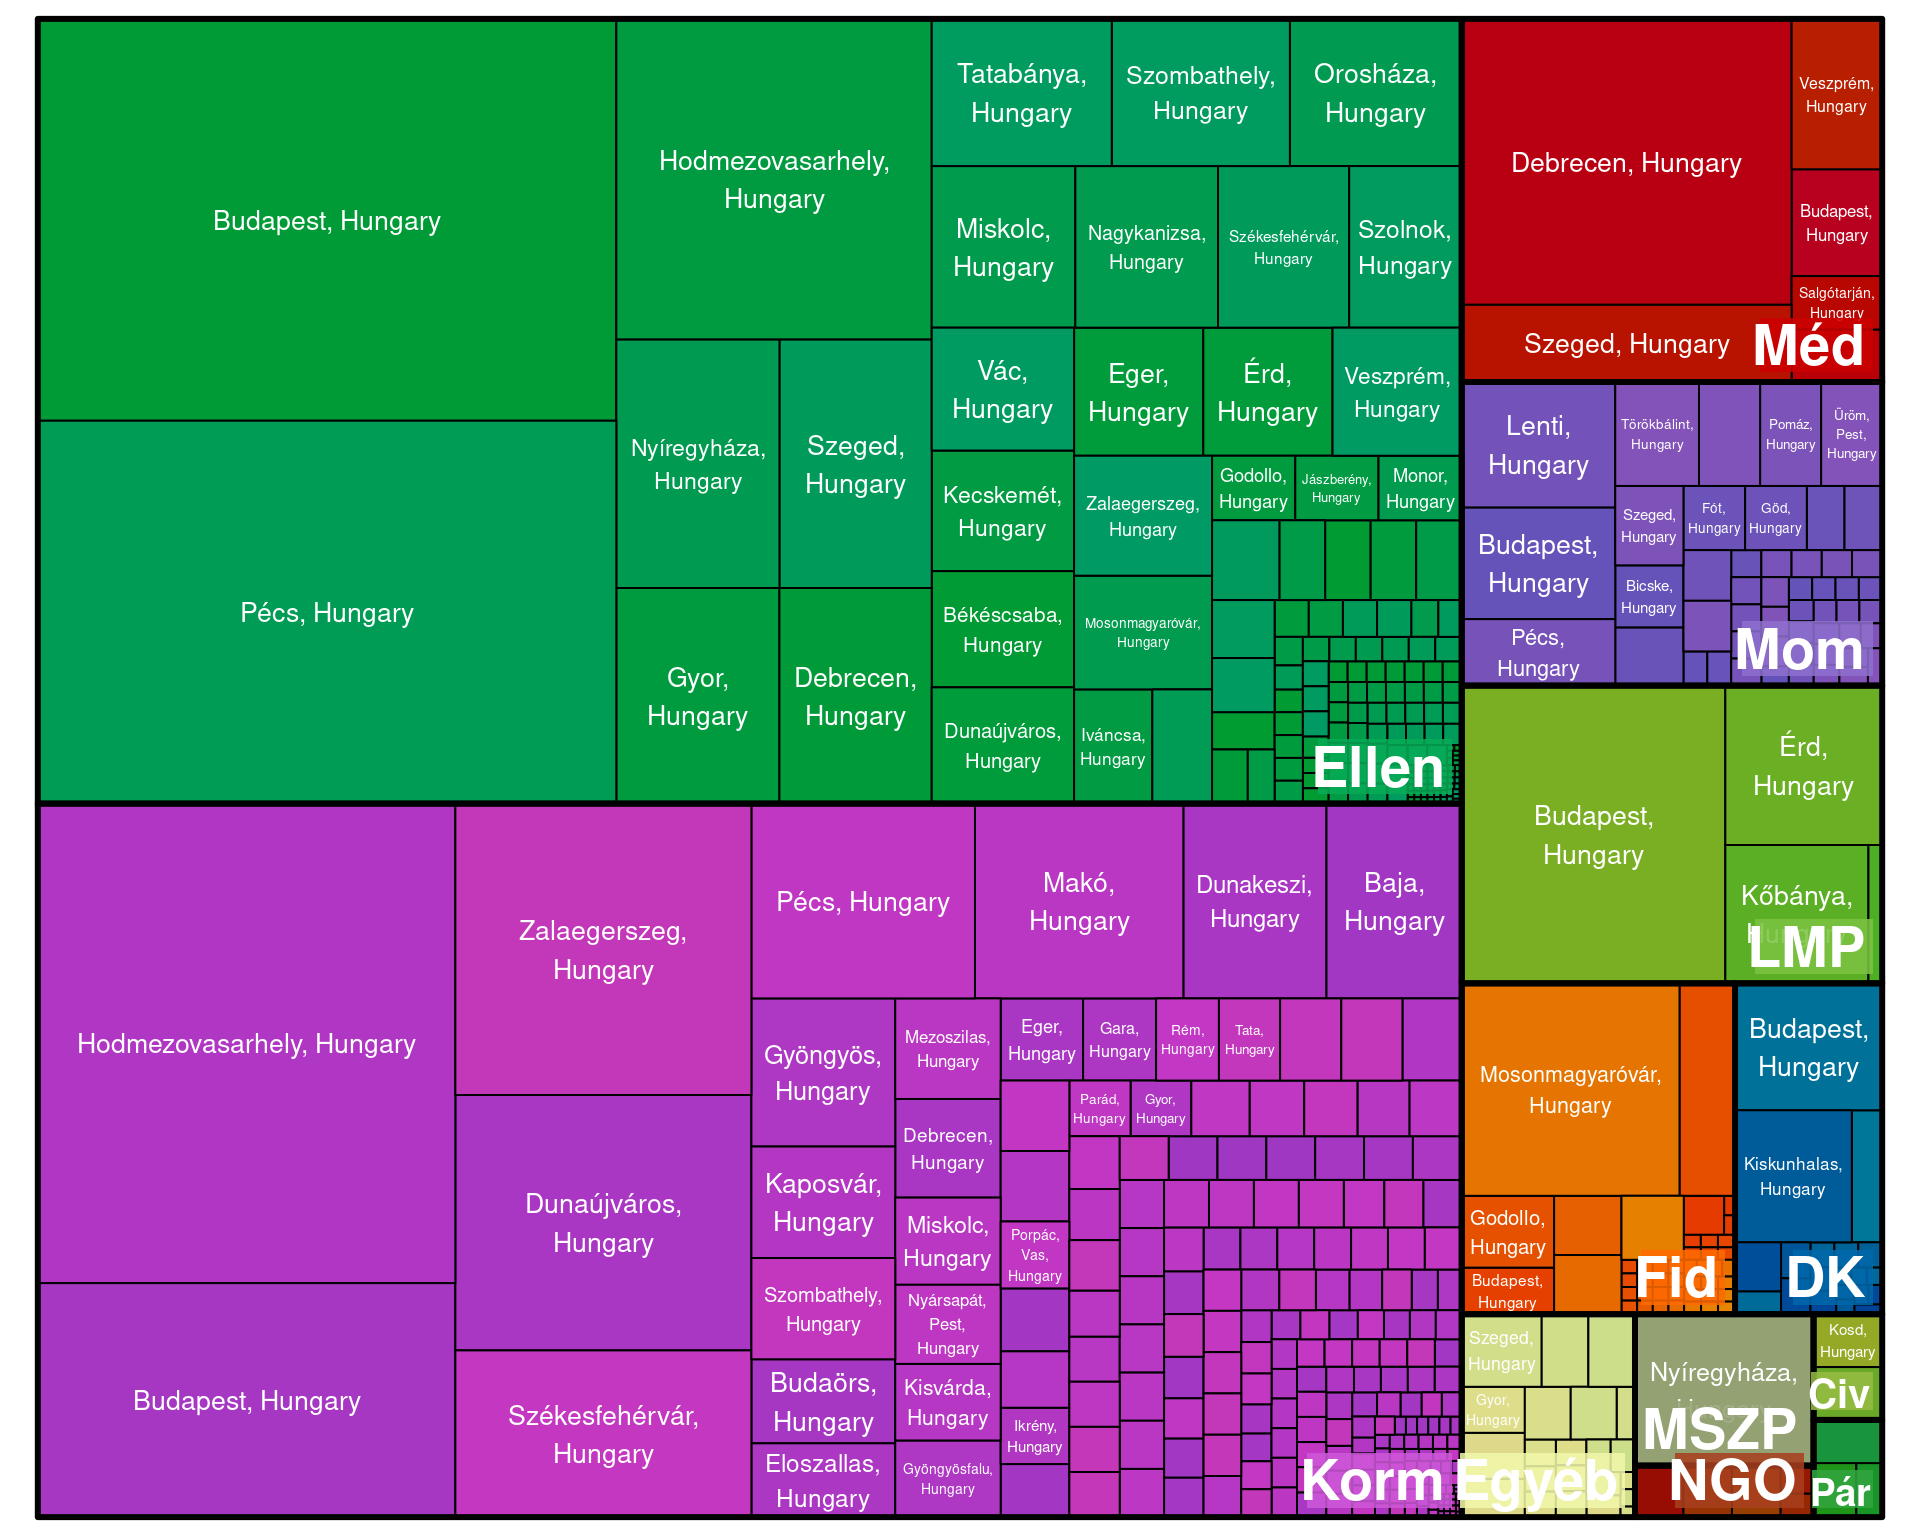 Budapest, Hungary
Pécs, Hungary
Hodmezovasarhely,
Hungary
Nyíregyháza,
Hungary
Szeged,
Hungary
Gyor,
Hungary
Debrecen,
Hungary
Tatabánya,
Hungary
Szombathely,
Hungary
Orosháza,
Hungary
Miskolc,
Hungary
Nagykanizsa,
Hungary
Székesfehérvár,
Hungary
Szolnok,
Hungary
Vác,
Hungary
Eger,
Hungary
Érd,
Hungary
Veszprém,
Hungary
Kecskemét,
Hungary
Zalaegerszeg,
Hungary
Godollo,
Hungary
Jászberény,
Hungary
Monor,
Hungary
Békéscsaba,
Hungary
Mosonmagyaróvár,
Hungary
Dunaújváros,
Hungary
Iváncsa,
Hungary
Ellen
Hodmezovasarhely, Hungary
Budapest, Hungary
Zalaegerszeg,
Hungary
Dunaújváros,
Hungary
Székesfehérvár,
Hungary
Pécs, Hungary
Makó,
Hungary
Dunakeszi,
Hungary
Baja,
Hungary
Gyöngyös,
Hungary
Kaposvár,
Hungary
Szombathely,
Hungary
Budaörs,
Hungary
Eloszallas,
Hungary
Mezoszilas,
Hungary
Debrecen,
Hungary
Miskolc,
Hungary
Nyársapát,
Pest,
Hungary
Kisvárda,
Hungary
Gyöngyösfalu,
Hungary
Eger,
Hungary
Gara,
Hungary
Rém,
Hungary
Tata,
Hungary
Parád,
Hungary
Gyor,
Hungary
Porpác,
Vas,
Hungary
Ikrény,
Hungary
Korm
Debrecen, Hungary
Szeged, Hungary
Veszprém,
Hungary
Budapest,
Hungary
Salgótarján,
Hungary
Méd
Lenti,
Hungary
Budapest,
Hungary
Pécs,
Hungary
Törökbálint,
Hungary
Pomáz,
Hungary
Üröm,
Pest,
Hungary
Szeged,
Hungary
Fót,
Hungary
Göd,
Hungary
Bicske,
Hungary
Mom
Budapest,
Hungary
Érd,
Hungary
Kőbánya,
LMP
Mosonmagyaróvár,
Hungary
Godollo,
Hungary
Budapest,
Hungary
Fid
Budapest,
Hungary
Kiskunhalas,
Hungary
DK
Szeged,
Hungary
Gyor,
Hungary
Egyéb
Nyíregyháza,
MSZP
NGO
Kosd,
Hungary
Civ
Pár